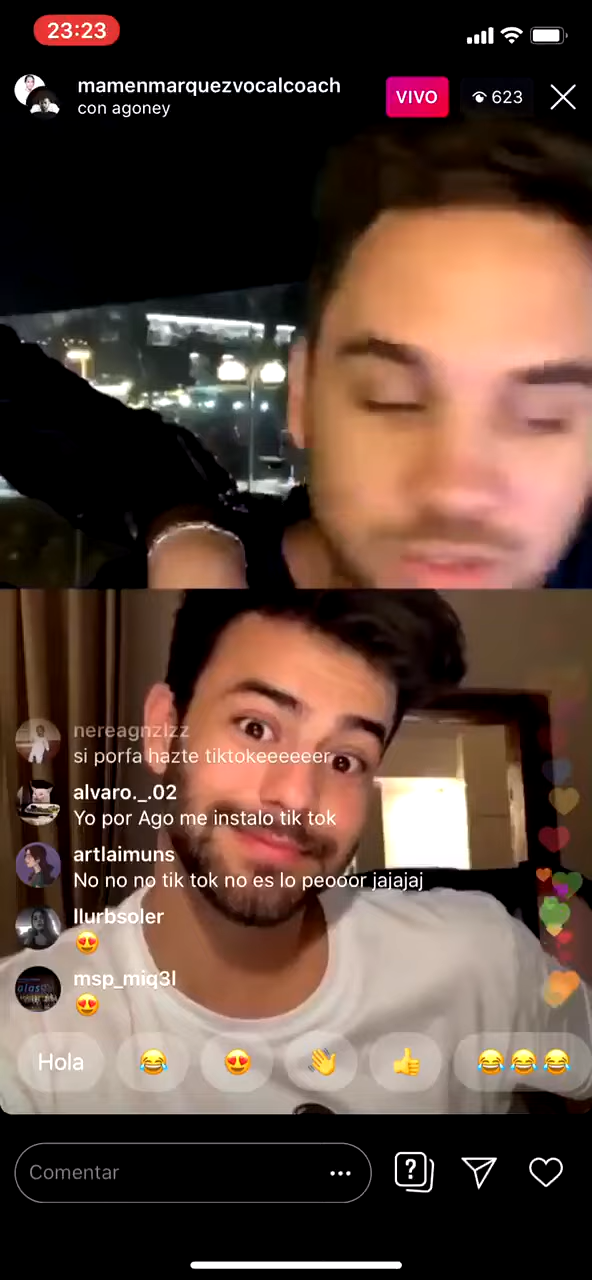 23:23
mamenmarquezvocalcoach
con agoney
VIVO
623
nereagnzlzz
si porfa hazte tiktokeeeeeer
alvaro._.02
Yo por Ago me instalo tik tok
artlaimuns
No no no tik tok no es lo peooor jajajaj
llurbsoler
😍
msp_miq3l
😍
Hola 😂 😍 👋 👍 😂😂😂
Comentar